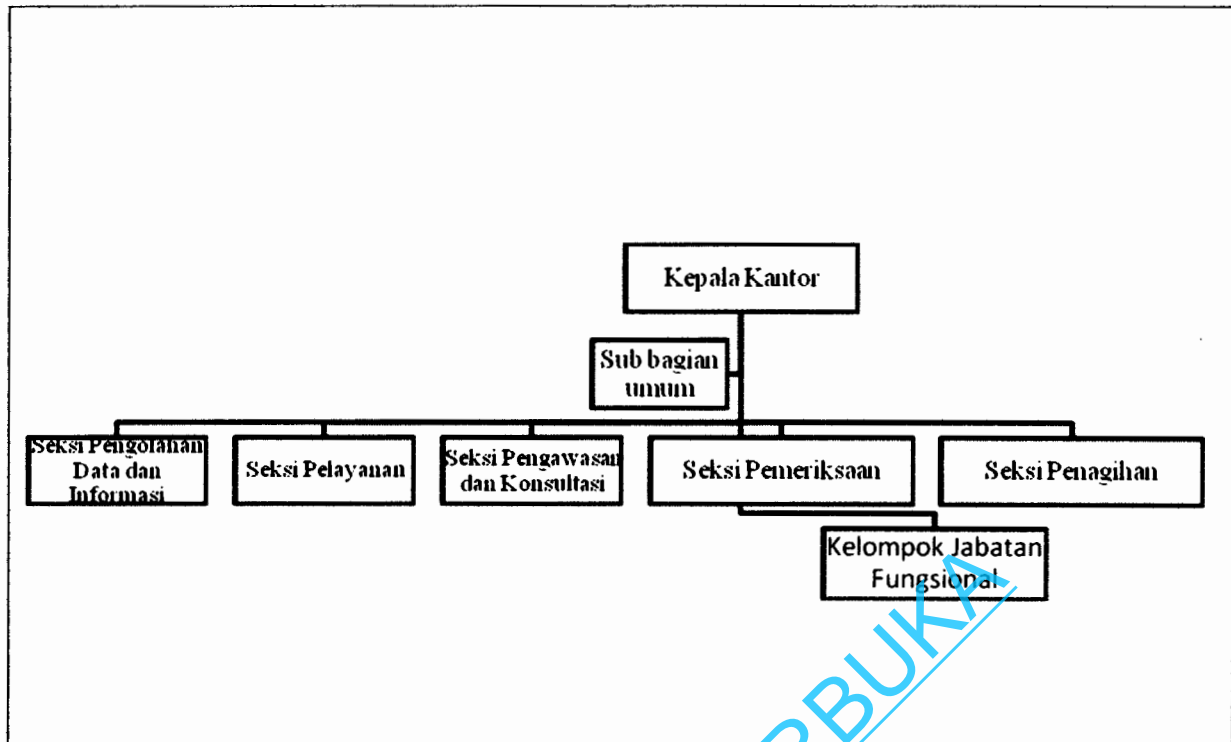 Kepala Kantor
Sub bagian
umum
Seksi Pengolahan
Data dan
Informasi
Seksi Pelayanan
Seksi Pengawasan
dan Konsultasi
Seksi Pemeriksaan
Seksi Penagihan
Kelompok Jabatan
Fungsional
RBUKA